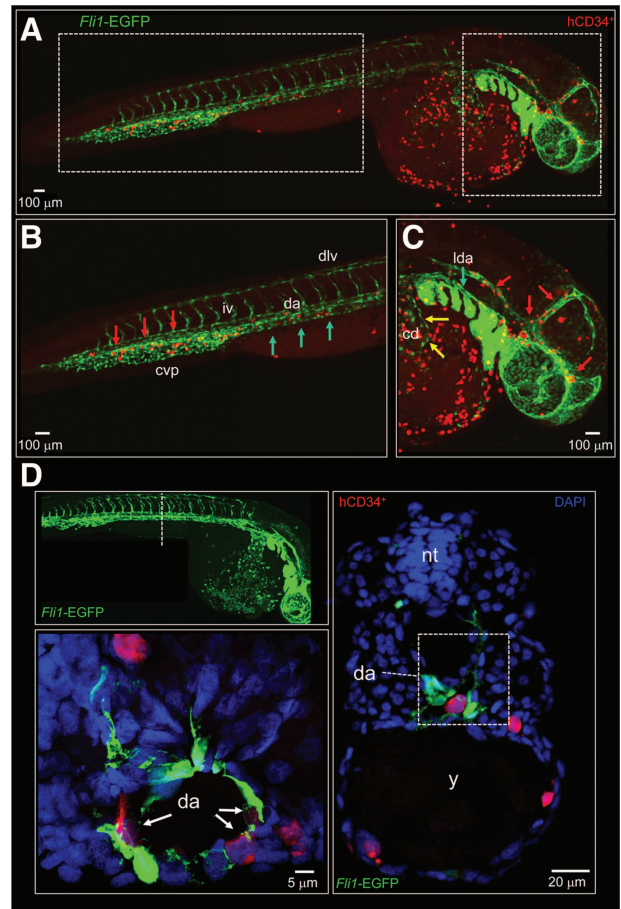 A
Fli1-EGFP
hCD34+
100 μm
B
dlv
iv
da
cvp
100 μm
C
lda
cd
100 μm
D
Fli1-EGFP
da
5 μm
hCD34+
DAPI
nt
da
y
Fli1-EGFP
20 μm